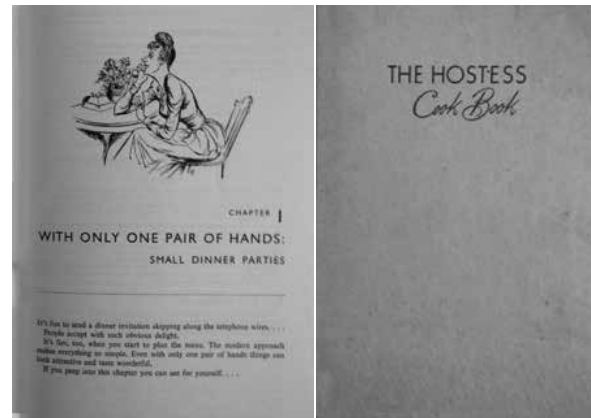 CHAPTER 1
WITH ONLY ONE PAIR OF HANDS:
SMALL DINNER PARTIES
It's fun to send a dinner invitation skipping along the telephone wires. . . .
People accept with such obvious delight.
It's fun, too, when you start to plan the menu. The modern approach
makes everything so simple. Even with only one pair of hands things can
look attractive and taste wonderful.
If you peep into this chapter you can see for yourself. . . .
THE HOSTESS
Cook Book